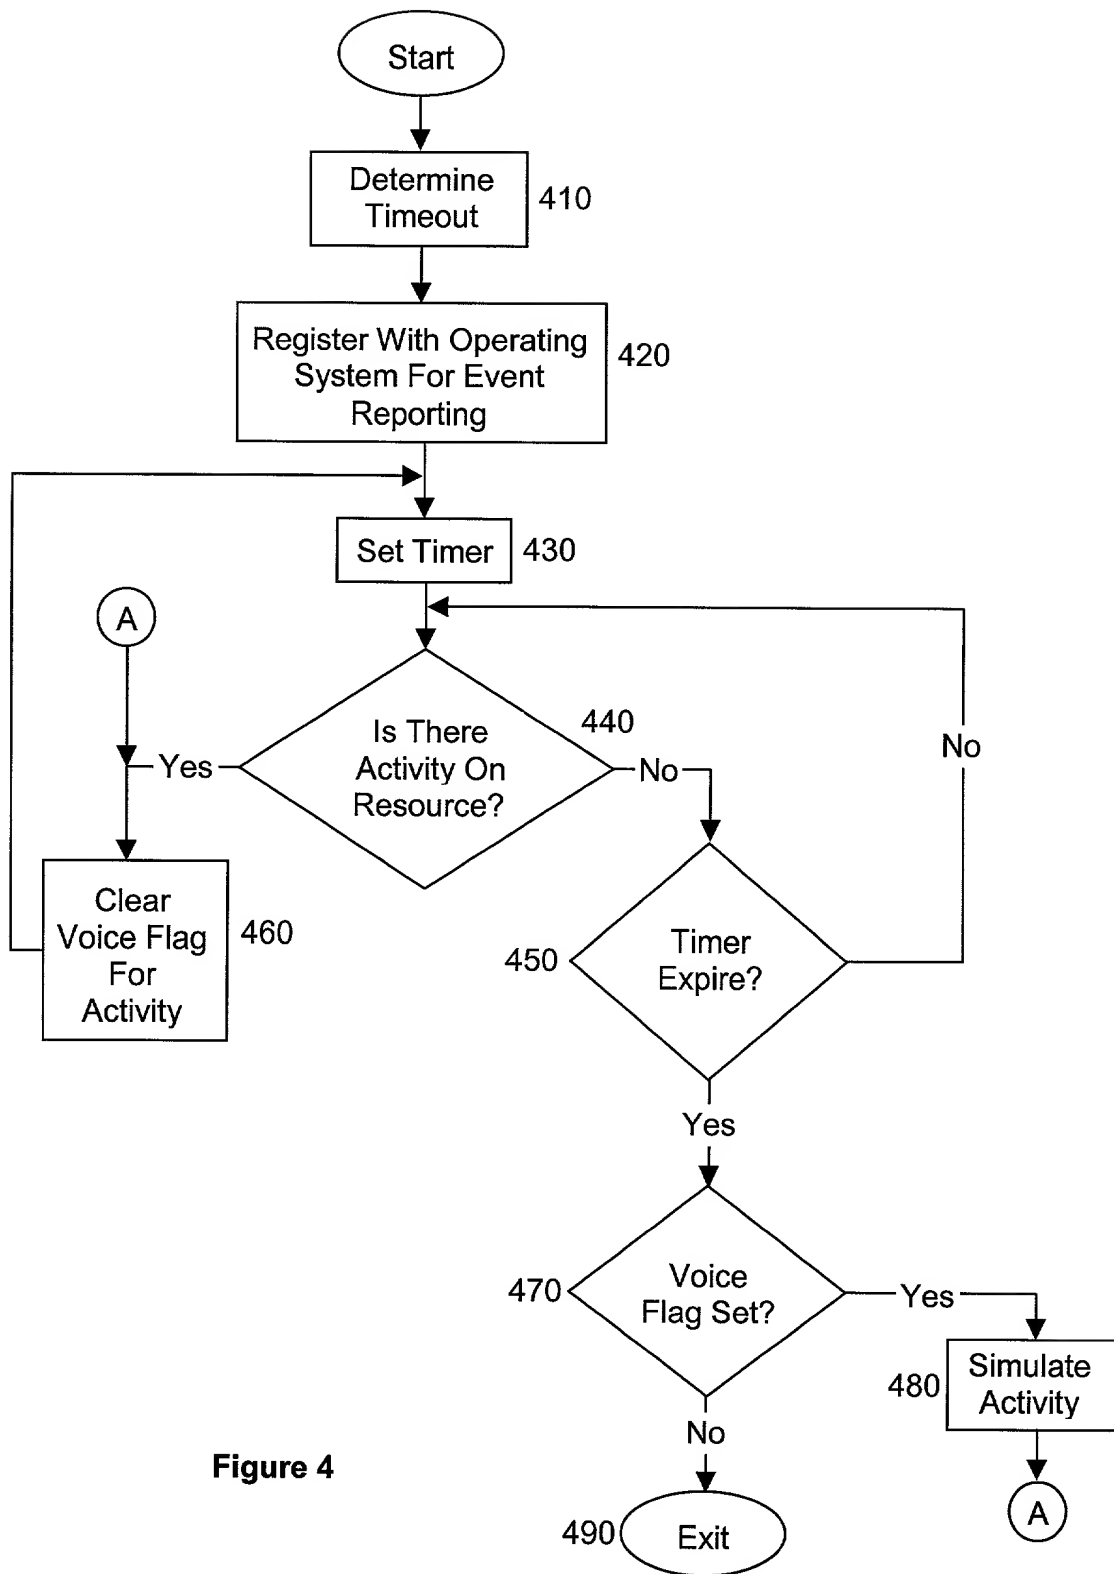 Start
Determine
Timeout
410
Register With Operating
System For Event
Reporting
420
Set Timer
430
A
Is There
Activity On
Resource?
440
Yes
No
No
Clear
Voice Flag
For
Activity
460
450
Timer
Expire?
Yes
470
Voice
Flag Set?
Yes
480
Simulate
Activity
No
Figure 4
490
Exit
A